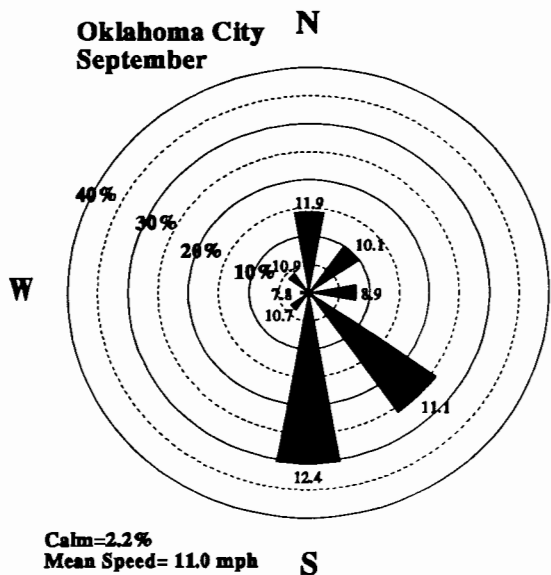 Oklahoma City
September
N
40%
30%
20%
10%
11.9
10.1
10.9
W
7.8
8.9
10.7
11.1
12.4
Calm=2.2%
Mean Speed= 11.0 mph
S